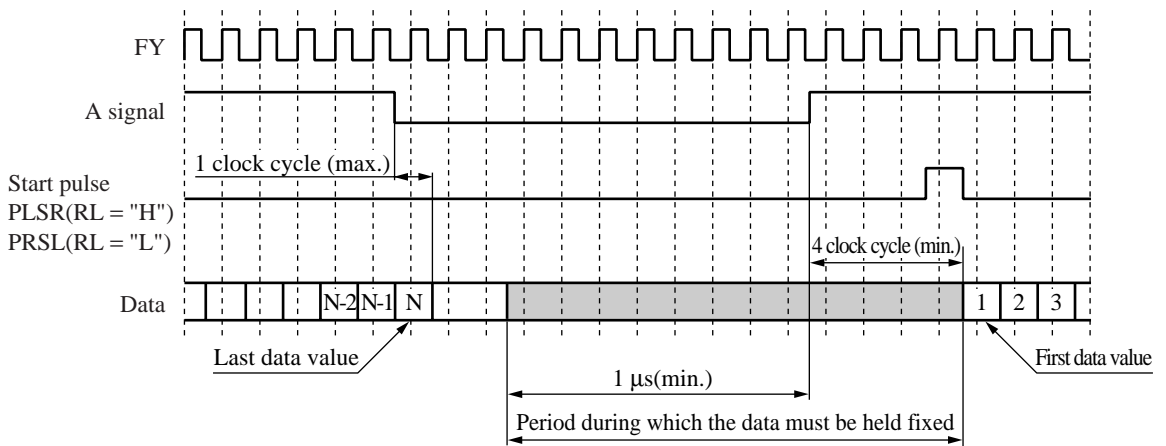 FY
A signal
1 clock cycle (max.)
Start pulse
PLSR(RL = "H")
PRSL(RL = "L")
4 clock cycle (min.)
Data
N-2 N-1 N
1 2 3
Last data value
First data value
1 μs(min.)
Period during which the data must be held fixed